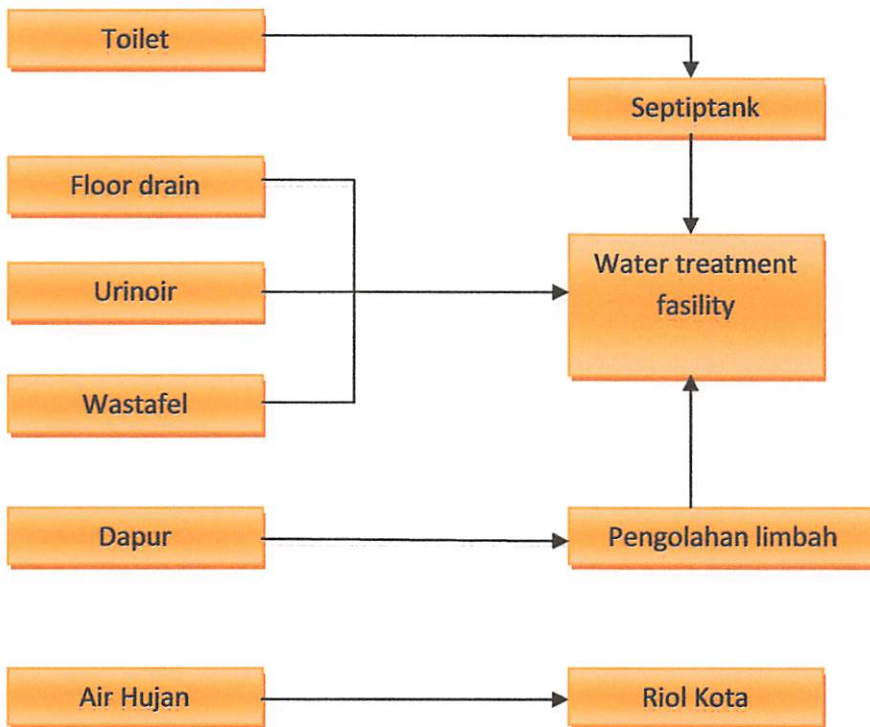 Toilet
Septiptank
Floor drain
Urinoir
Water treatment
fasility
Wastafel
Dapur
Pengolahan limbah
Air Hujan
Riol Kota